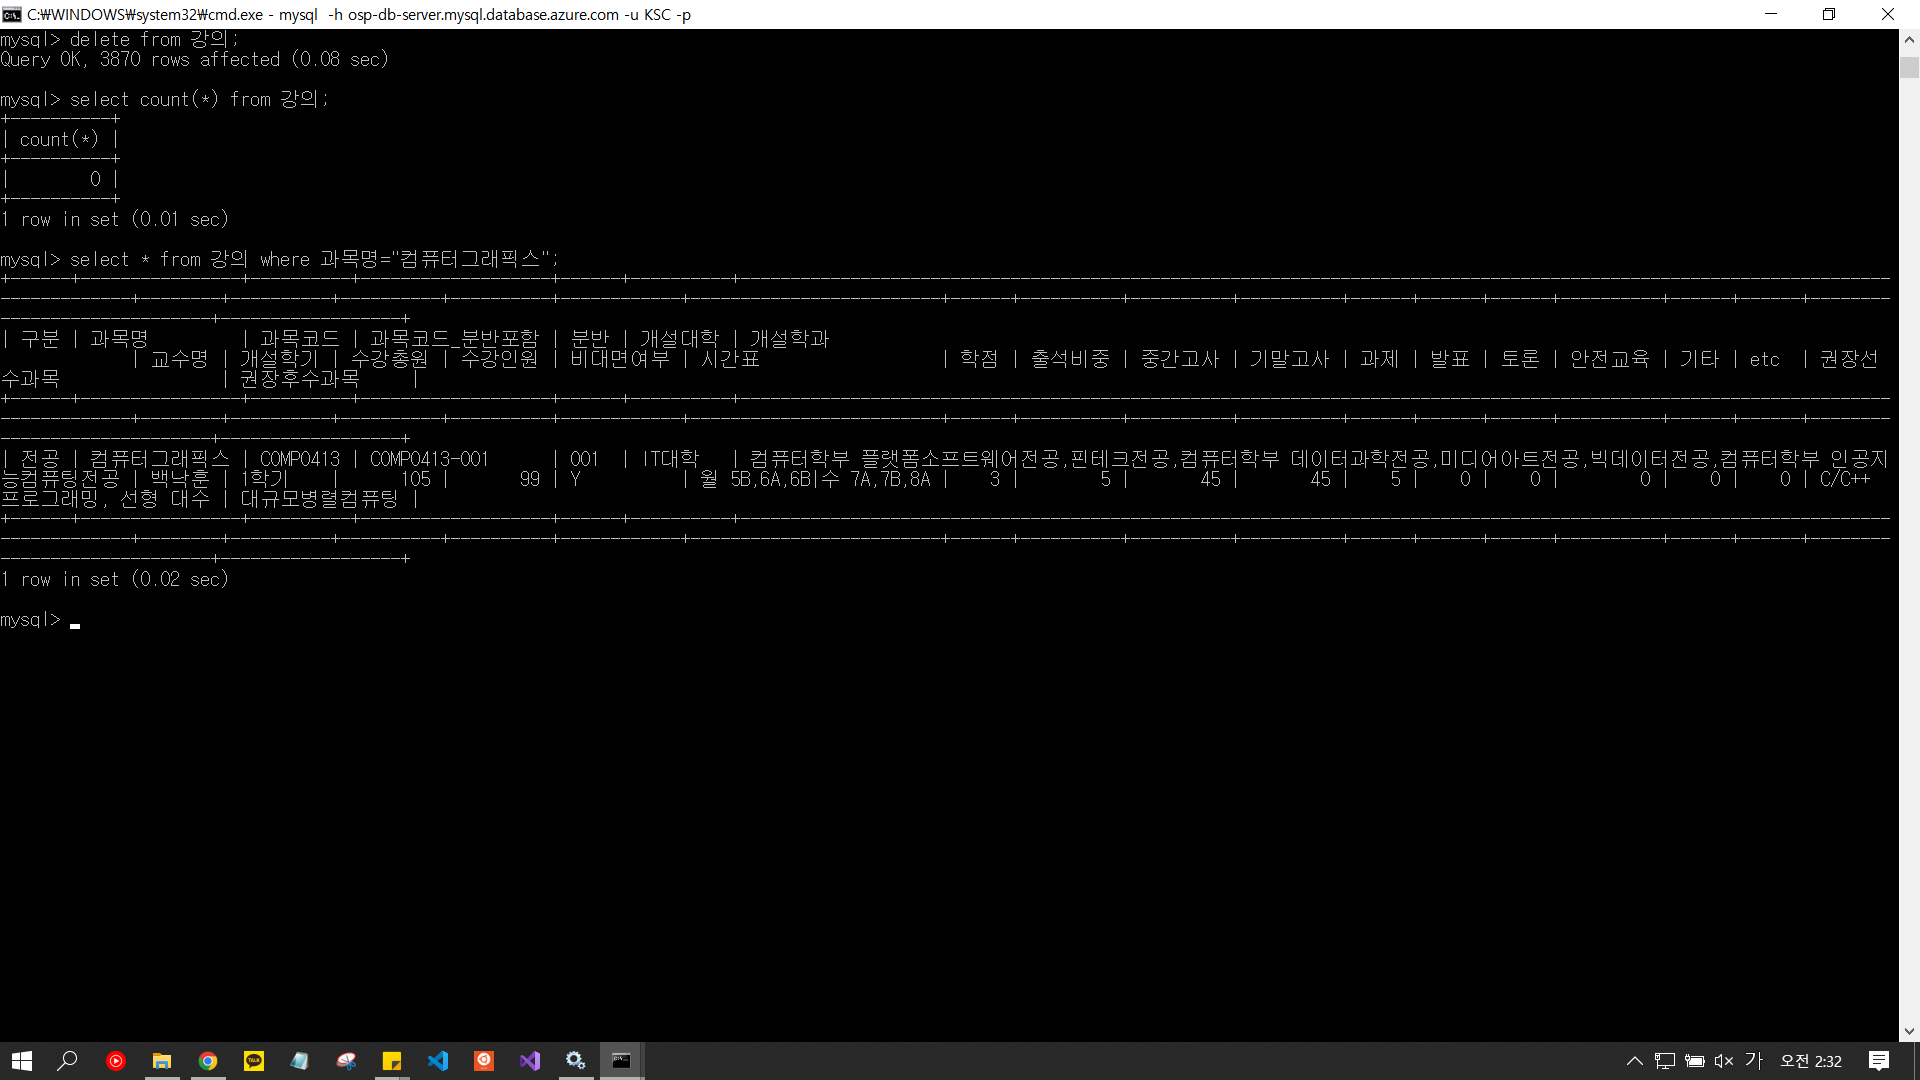 C:₩WINDOWS₩system32₩cmd.exe - mysql  -h osp-db-server.mysql.database.azure.com -u KSC -p
mysql> delete from 강의;
Query OK, 3870 rows affected (0.08 sec)
mysql> select count(*) from 강의;
+----------+
| count(*) |
+----------+
|        0 |
+----------+
1 row in set (0.01 sec)
mysql> select * from 강의 where 과목명="컴퓨터그래픽스";
| 구분 | 과목명         | 과목코드 | 과목코드_분반포함 | 분반 | 개설대학 | 개설학과
| 교수명 | 개설학기 | 수강총원 | 수강인원 | 비대면여부 | 시간표                  | 학점 | 출석비중 | 중간고사 | 기말고사 | 과제 | 발표 | 토론 | 안전교육 | 기타 | etc  | 권장선
수과목                | 권장후수과목     |
| 전공 | 컴퓨터그래픽스 | COMP0413 | COMP0413-001      | 001  | IT대학   | 컴퓨터학부 플랫폼소프트웨어전공,핀테크전공,컴퓨터학부 데이터과학전공,미디어아트전공,빅데이터전공,컴퓨터학부 인공지
능컴퓨팅전공 | 백낙훈 | 1학기    |      105 |       99 | Y          | 월 5B,6A,6B|수 7A,7B,8A |    3 |        5 |       45 |       45 |    5 |    0 |    0 |        0 |    0 |    0 | C/C++
프로그래밍, 선형 대수 | 대규모병렬컴퓨팅 |
1 row in set (0.02 sec)
mysql>
TALK
가 오전 2:32